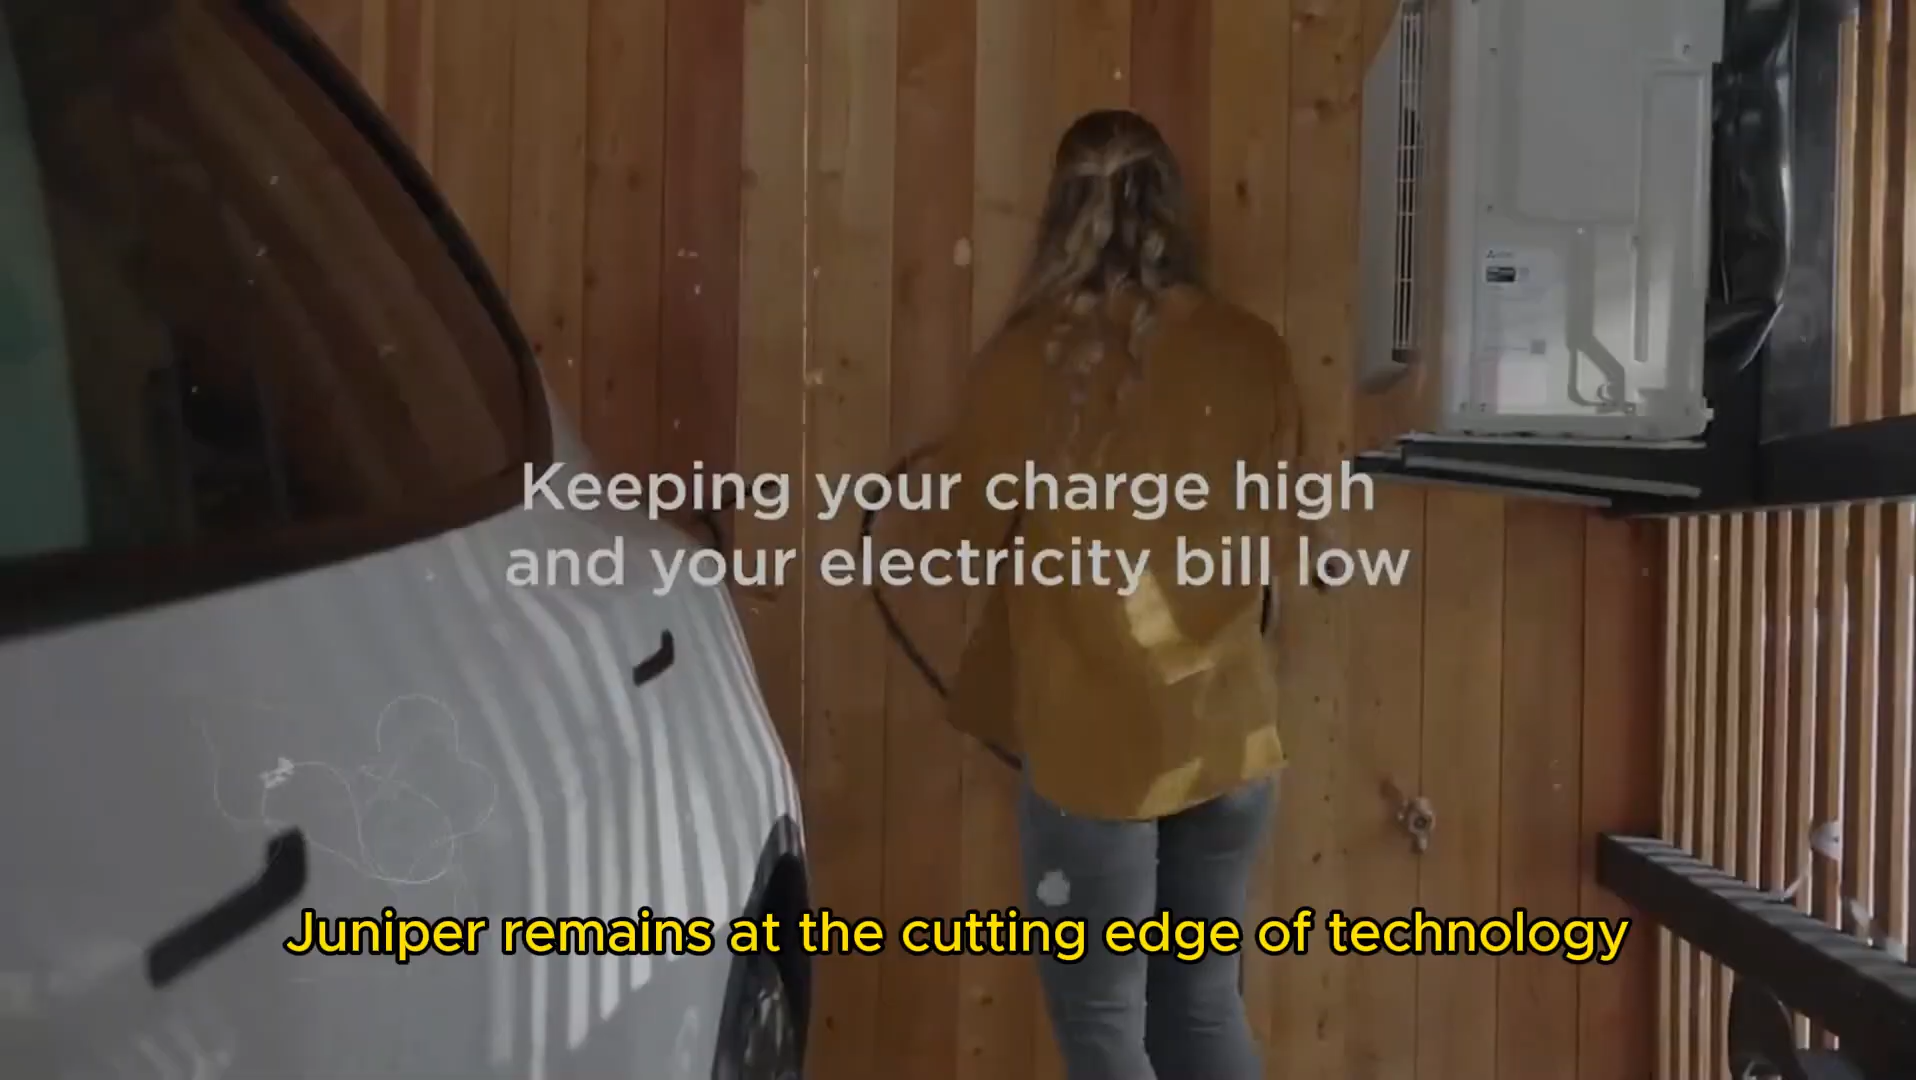 Keeping your charge high
and your electricity bill low
Juniper remains at the cutting edge of technology